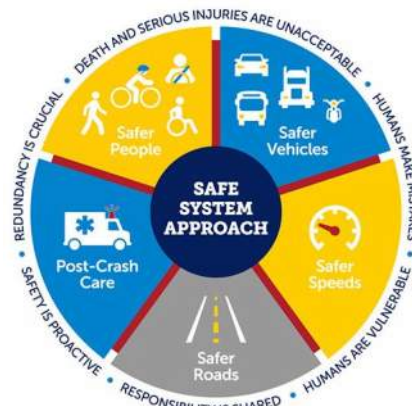 DEATH AND SERIOUS INJURIES ARE UNACCEPTABLE
HUMANS MAKE MISTAKES
HUMANS ARE VULNERABLE
RESPONSIBILITY IS SHARED
SAFETY IS PROACTIVE
REDUNDANCY IS CRUCIAL
Safer
People
Safer
Vehicles
SAFE
SYSTEM
APPROACH
Post-Crash
Care
Safer
Speeds
Safer
Roads